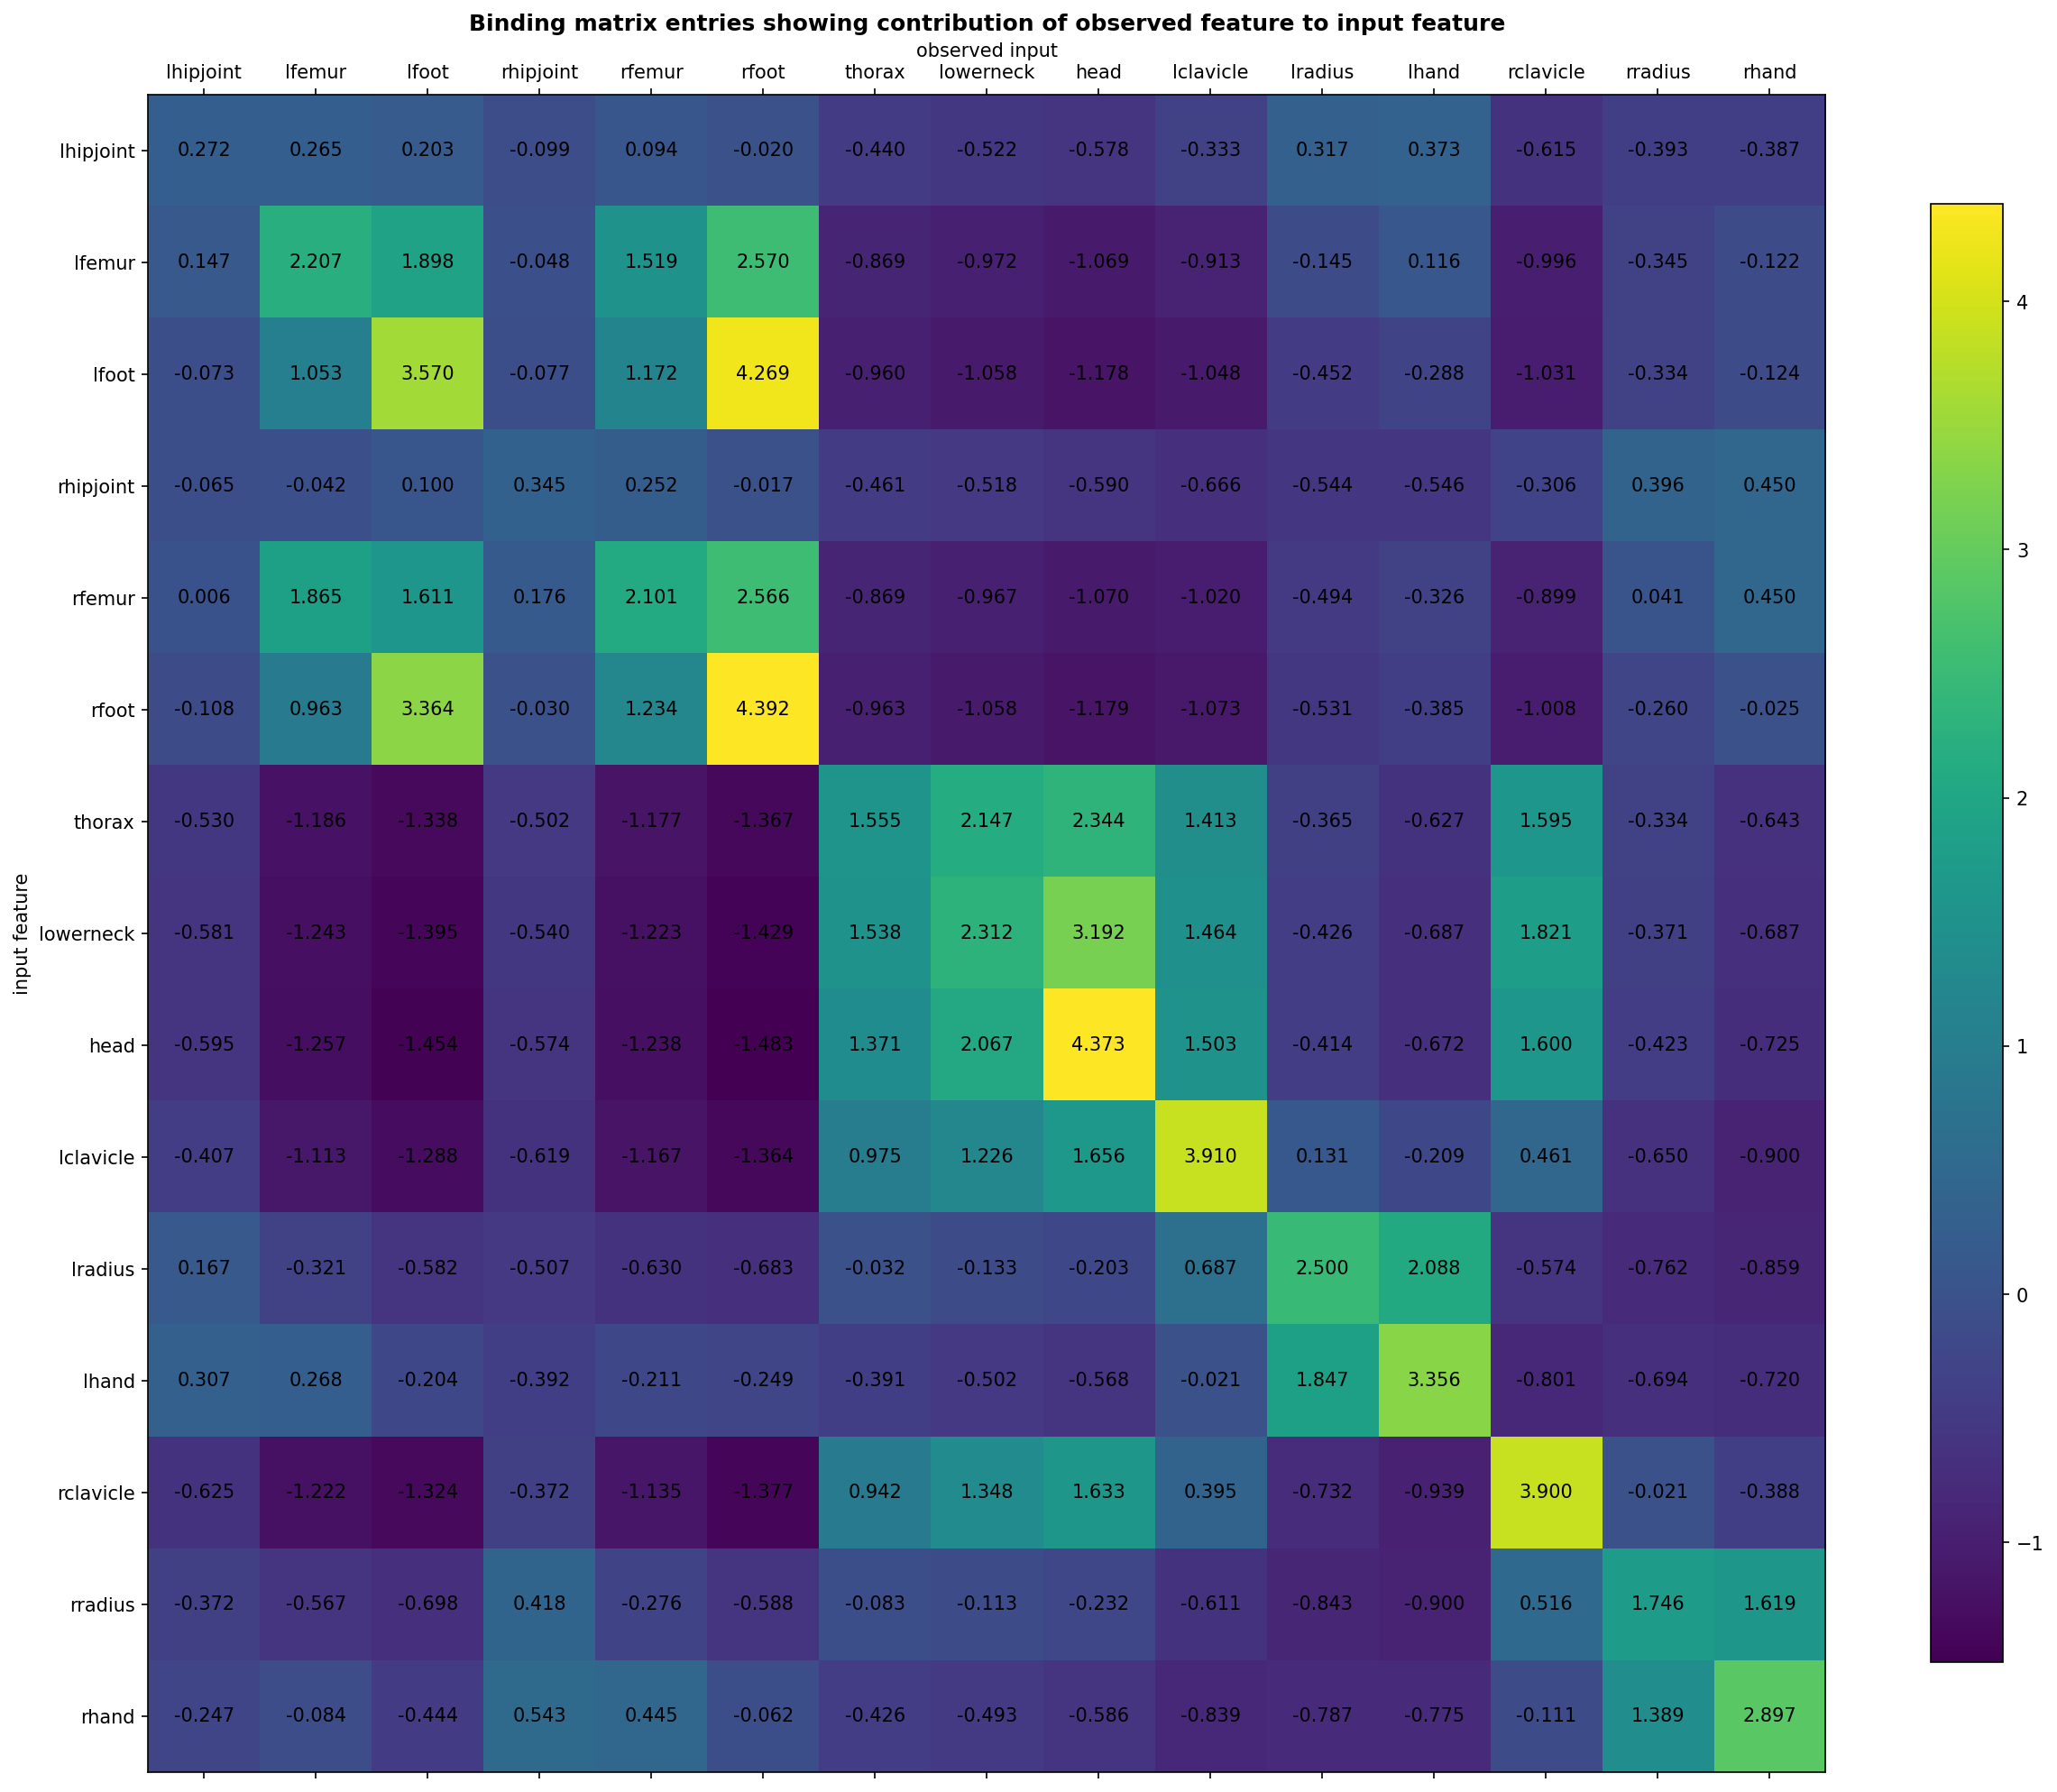 Binding matrix entries showing contribution of observed feature to input feature
observed input
lhipjoint lfemur lfoot rhipjoint rfemur rfoot thorax lowerneck head lclavicle lradius lhand rclavicle rradius rhand
lhipjoint 0.272 0.265 0.203 -0.099 0.094 -0.020 -0.440 -0.522 -0.578 -0.333 0.317 0.373 -0.615 -0.393 -0.387
lfemur 0.147 2.207 1.898 -0.048 1.519 2.570 -0.869 -0.972 -1.069 -0.913 -0.145 0.116 -0.996 -0.345 -0.122
lfoot -0.073 1.053 3.570 -0.077 1.172 4.269 -0.960 -1.058 -1.178 -1.048 -0.452 -0.288 -1.031 -0.334 -0.124
rhipjoint -0.065 -0.042 0.100 0.345 0.252 -0.017 -0.461 -0.518 -0.590 -0.666 -0.544 -0.546 -0.306 0.396 0.450
rfemur 0.006 1.865 1.611 0.176 2.101 2.566 -0.869 -0.967 -1.070 -1.020 -0.494 -0.326 -0.899 0.041 0.450
rfoot -0.108 0.963 3.364 -0.030 1.234 4.392 -0.963 -1.058 -1.179 -1.073 -0.531 -0.385 -1.008 -0.260 -0.025
thorax -0.530 -1.186 -1.338 -0.502 -1.177 -1.367 1.555 2.147 2.344 1.413 -0.365 -0.627 1.595 -0.334 -0.643
lowerneck -0.581 -1.243 -1.395 -0.540 -1.223 -1.429 1.538 2.312 3.192 1.464 -0.426 -0.687 1.821 -0.371 -0.687
head -0.595 -1.257 -1.454 -0.574 -1.238 -1.483 1.371 2.067 4.373 1.503 -0.414 -0.672 1.600 -0.423 -0.725
lclavicle -0.407 -1.113 -1.288 -0.619 -1.167 -1.364 0.975 1.226 1.656 3.910 0.131 -0.209 0.461 -0.650 -0.900
lradius 0.167 -0.321 -0.582 -0.507 -0.630 -0.683 -0.032 -0.133 -0.203 0.687 2.500 2.088 -0.574 -0.762 -0.859
lhand 0.307 0.268 -0.204 -0.392 -0.211 -0.249 -0.391 -0.502 -0.568 -0.021 1.847 3.356 -0.801 -0.694 -0.720
rclavicle -0.625 -1.222 -1.324 -0.372 -1.135 -1.377 0.942 1.348 1.633 0.395 -0.732 -0.939 3.900 -0.021 -0.388
rradius -0.372 -0.567 -0.698 0.418 -0.276 -0.588 -0.083 -0.113 -0.232 -0.611 -0.843 -0.900 0.516 1.746 1.619
rhand -0.247 -0.084 -0.444 0.543 0.445 -0.062 -0.426 -0.493 -0.586 -0.839 -0.787 -0.775 -0.111 1.389 2.897
input feature
4
3
2
1
0
−1